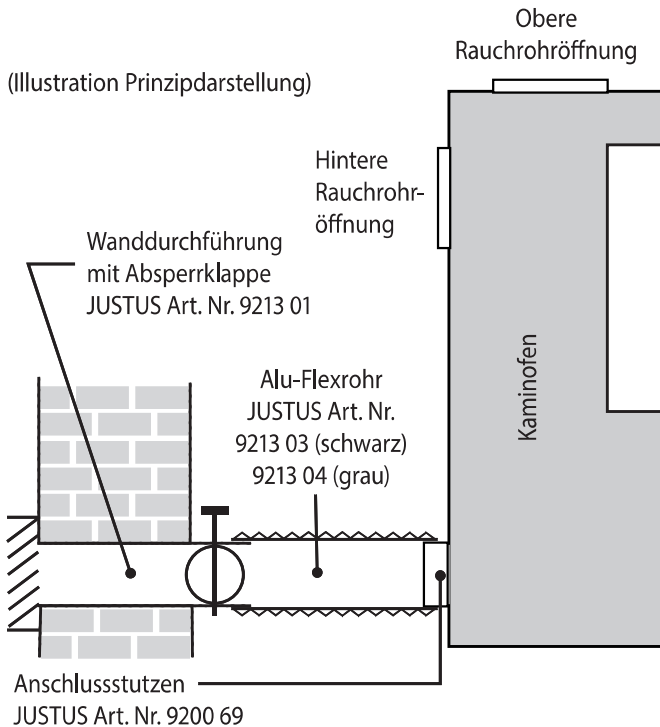 Obere
Rauchrohröffnung
(Illustration Prinzipdarstellung)
Hintere
Rauchrohr-
öffnung
Wanddurchführung
mit Absperrklappe
JUSTUS Art. Nr. 9213 01
Alu-Flexrohr
JUSTUS Art. Nr.
9213 03 (schwarz)
9213 04 (grau)
Kaminofen
Anschlussstutzen
JUSTUS Art. Nr. 9200 69